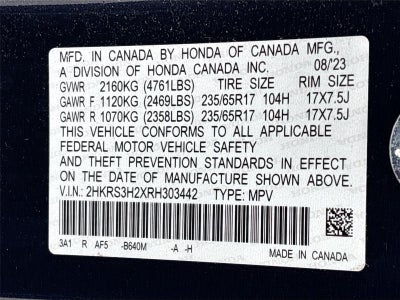 MFD. IN CANADA BY HONDA OF CANADA MFG.,
A DIVISION OF HONDA CANADA INC. 08/'23
GVWR 2160KG (4761LBS) TIRE SIZE RIM SIZE
GAWR F 1120KG (2469LBS) 235/65R17 104H 17X7.5J
GAWR R 1070KG (2358LBS) 235/65R17 104H 17X7.5J
THIS VEHICLE CONFORMS TO ALL APPLICABLE
FEDERAL MOTOR VEHICLE SAFETY
AND THEFT PREVENTION STANDARDS IN EFFECT
ON THE DATE OF MANUFACTURE SHOWN ABOVE.
V.I.N.: 2HKRS3H2XRH303442 TYPE: MPV
3A1 R AF5 -B640M -A -H
MADE IN CANADA